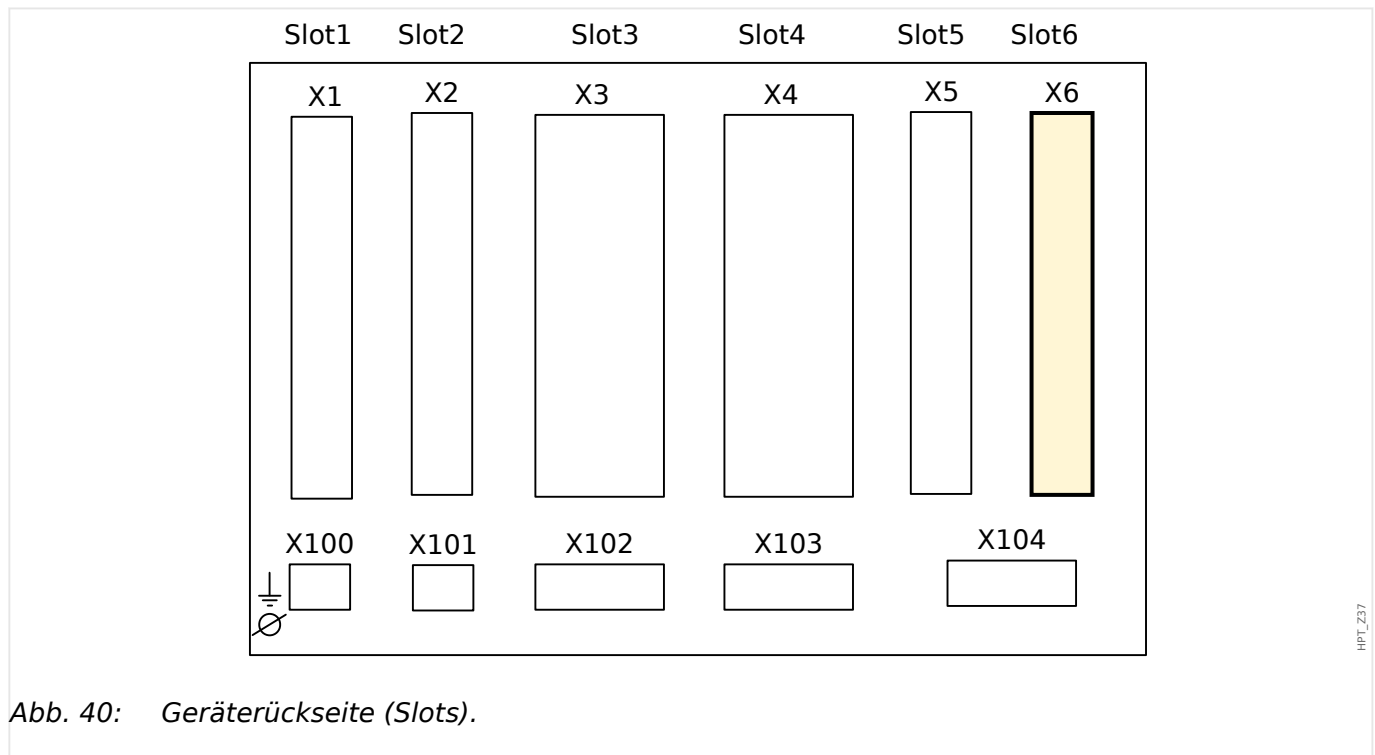 Slot1 Slot2 Slot3 Slot4 Slot5 Slot6
X1 X2 X3 X4 X5 X6
X100 X101 X102 X103 X104
HPT_Z37
Abb. 40: Geräterückseite (Slots).